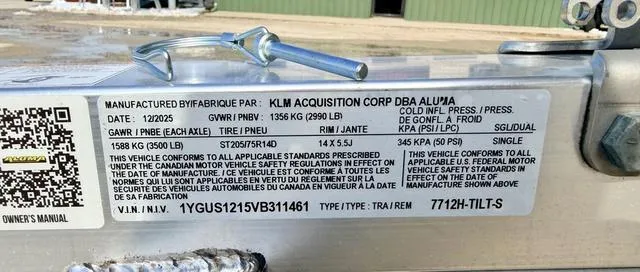 MANUFACTURED BY/FABRIQUE PAR : KLM ACQUISITION CORP DBA ALUMA
DATE : 12/2025 GVWR / PNBV : 1356 KG (2990 LB) COLD INFL. PRESS./PRESS.
DE GONFL. A FROID
GAWR / PNBE (EACH AXLE) TIRE / PNEU RIM / JANTE KPA (PSI / LPC) SGL/DUAL
1588 KG (3500 LB) ST205/75R14D 14 X 5.5J 345 KPA (50 PSI) SINGLE
THIS VEHICLE CONFORMS TO ALL APPLICABLE STANDARDS PRESCRIBED
UNDER THE CANADIAN MOTOR VEHICLE SAFETY REGULATIONS IN EFFECT ON
THE DATE OF MANUFACTURE. / CE VEHICULE EST CONFORME A TOUTES LES
NORMES QUI LUI SONT APPLICABLES EN VERTU DU RÈGLEMENT SUR LA
SÉCURITÉ DES VÉHICULES AUTOMOBILES DU CANADA EN VIGUEUR À LA DATE
DE SA FABRICATION.
THIS VEHICLE CONFORMS TO ALL
APPLICABLE U.S. FEDERAL MOTOR
VEHICLE SAFETY STANDARDS IN
EFFECT ON THE DATE OF
MANUFACTURE SHOWN ABOVE.
V.I.N. / N.I.V. 1YGUS1215VB311461 TYPE / TYPE : TRA / REM 7712H-TILT-S
ALUMA
OWNER'S MANUAL